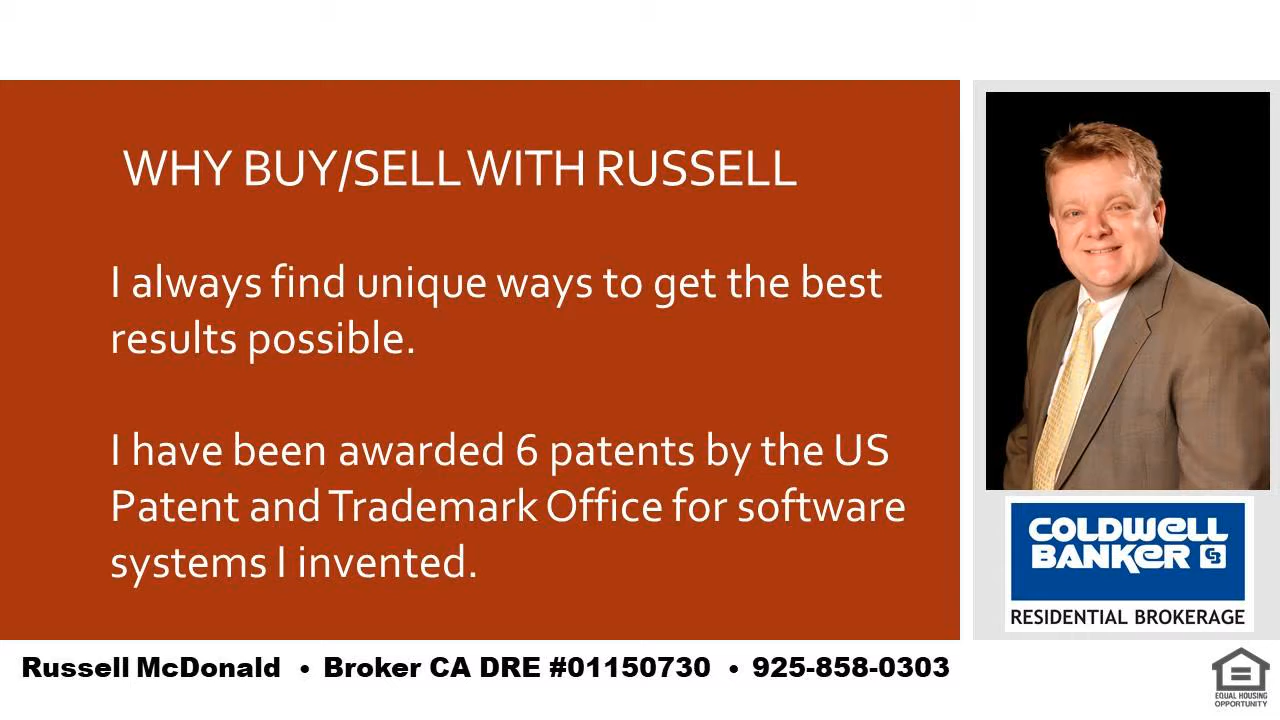 WHY BUY/SELL WITH RUSSELL
I always find unique ways to get the best
results possible.
I have been awarded 6 patents by the US
Patent and Trademark Office for software
systems I invented.
COLDWELL
BANKER CB
RESIDENTIAL BROKERAGE
Russell McDonald • Broker CA DRE #01150730 • 925-858-0303
EQUAL HOUSING
OPPORTUNITY